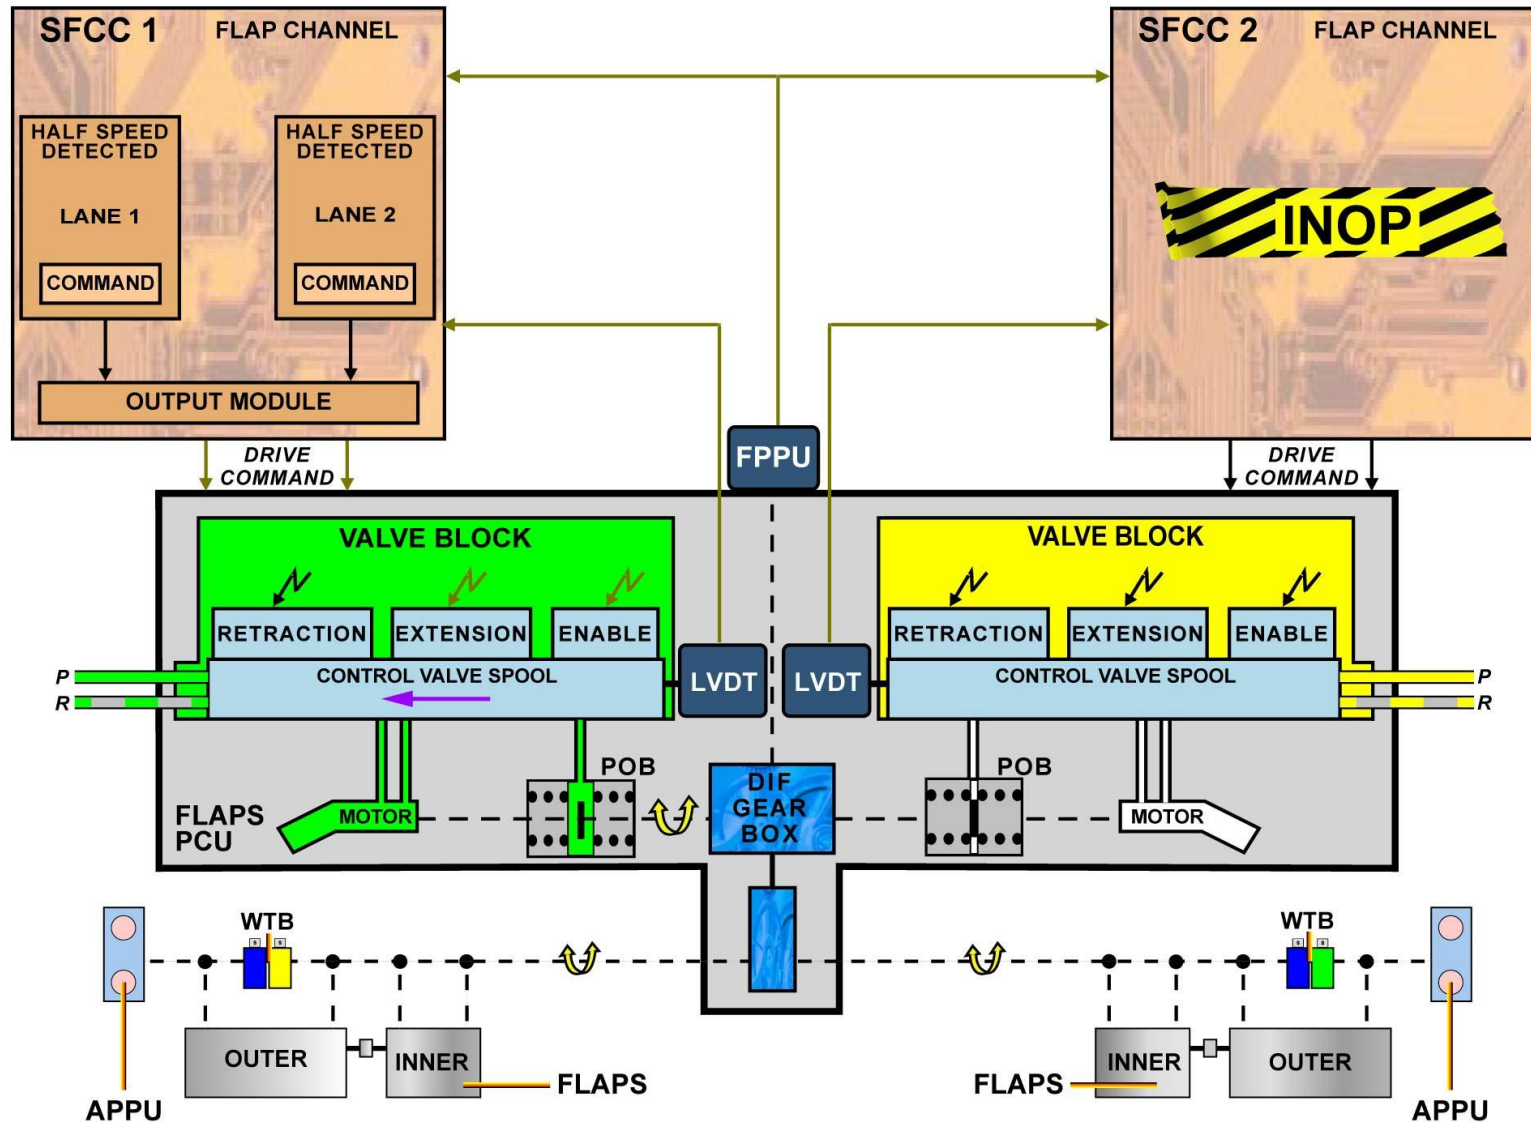 SFCC 1 FLAP CHANNEL
HALF SPEED
DETECTED
LANE 1
COMMAND
HALF SPEED
DETECTED
LANE 2
COMMAND
OUTPUT MODULE
SFCC 2 FLAP CHANNEL
INOP
DRIVE
COMMAND
FPPU
DRIVE
COMMAND
VALVE BLOCK
RETRACTION
EXTENSION
ENABLE
CONTROL VALVE SPOOL
P
R
LVDT
LVDT
VALVE BLOCK
RETRACTION
EXTENSION
ENABLE
CONTROL VALVE SPOOL
P
R
FLAPS
PCU
MOTOR
POB
DIF
GEAR
BOX
POB
MOTOR
WTB
S S
OUTER
INNER
FLAPS
APPU
WTB
S S
INNER
OUTER
FLAPS
APPU